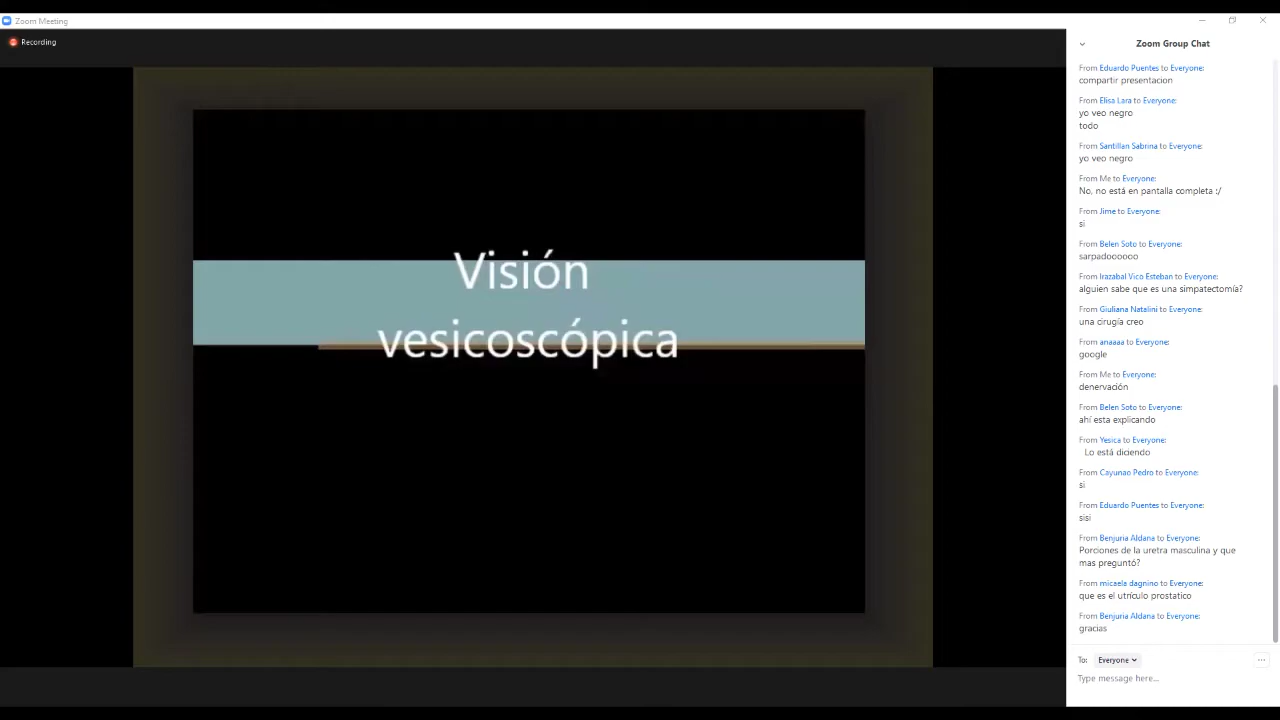 Zoom Meeting
Recording
Visión
vesicoscópica
Zoom Group Chat
From Eduardo Puentes to Everyone:
compartir presentacion
From Elisa Lara to Everyone:
yo veo negro
todo
From Santillan Sabrina to Everyone:
yo veo negro
From Me to Everyone:
No, no está en pantalla completa :/
From Jime to Everyone:
si
From Belen Soto to Everyone:
sarpadoooooo
From Irazabal Vico Esteban to Everyone:
alguien sabe que es una simpatectomía?
From Giuliana Natalini to Everyone:
una cirugía creo
From anaaaa to Everyone:
google
From Me to Everyone:
denervación
From Belen Soto to Everyone:
ahí esta explicando
From Yesica to Everyone:
Lo está diciendo
From Cayunao Pedro to Everyone:
si
From Eduardo Puentes to Everyone:
sisi
From Benjuria Aldana to Everyone:
Porciones de la uretra masculina y que
mas preguntó?
From micaela dagnino to Everyone:
que es el utrículo prostatico
From Benjuria Aldana to Everyone:
gracias
To: Everyone
Type message here...